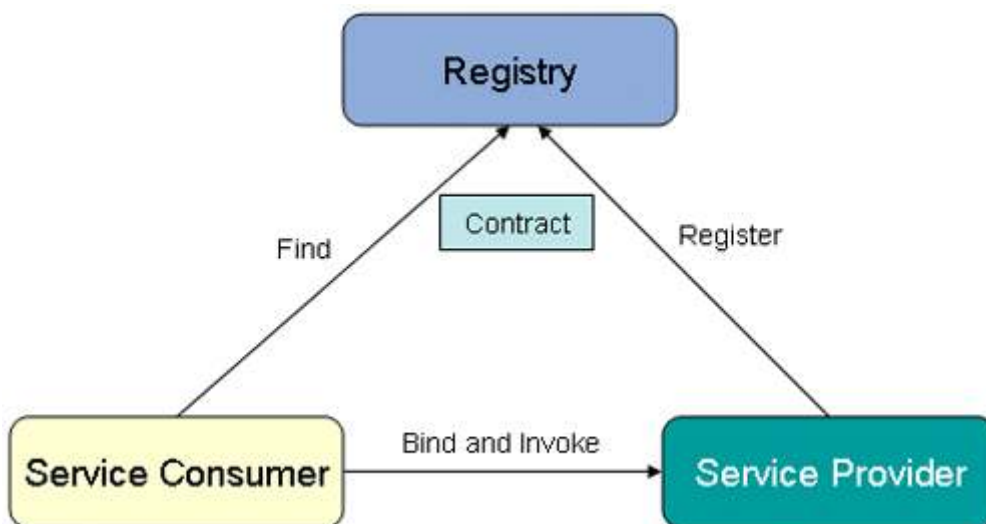 Registry
Contract
Find
Register
Bind and Invoke
Service Consumer
Service Provider